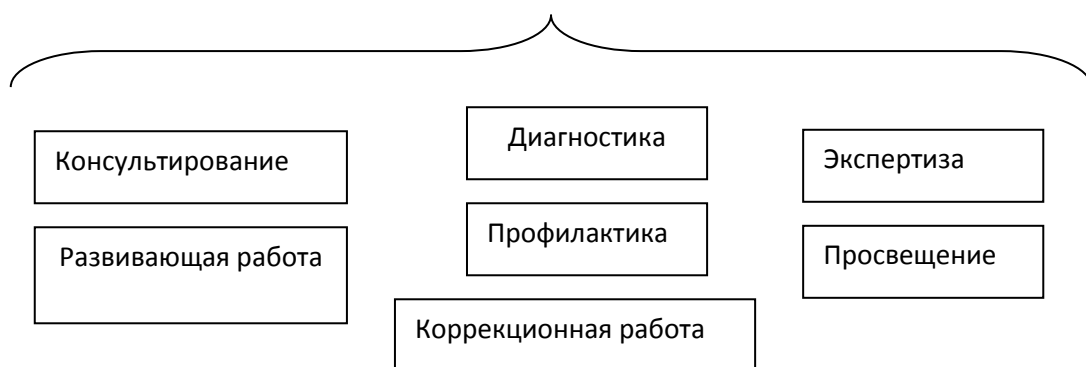 Консультирование
Диагностика
Экспертиза
Развивающая работа
Профилактика
Просвещение
Коррекционная работа